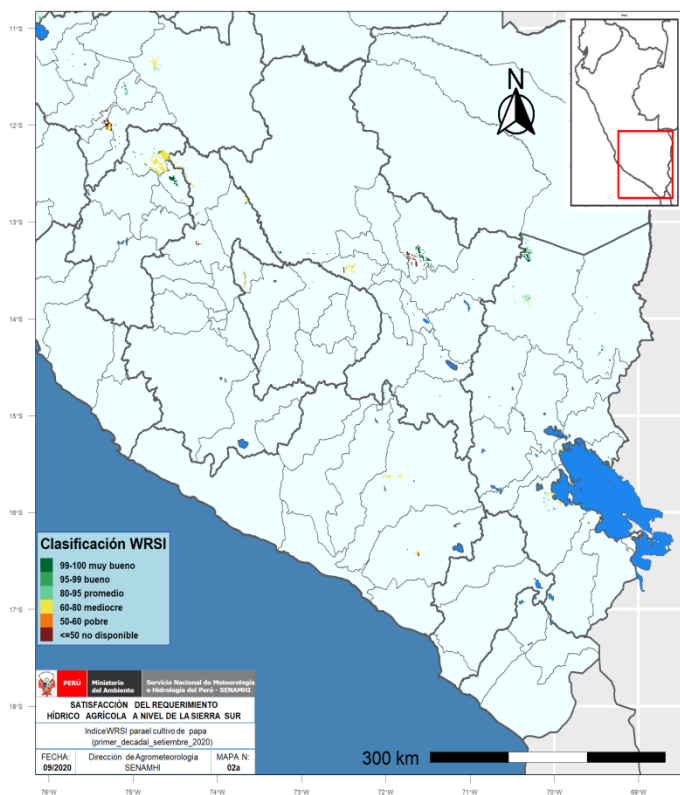 11°S
12°S
13°S
14°S
15°S
16°S
17°S
18°S
N
Clasificación WRSI
99-100 muy bueno
95-99 bueno
80-95 promedio
60-80 mediocre
50-60 pobre
<=50 no disponible
PERÚ
Ministerio
del Ambiente
Servicio Nacional de Meteorología
e Hidrología del Perú - SENAMHI
SATISFACCIÓN DEL REQUERIMIENTO
HÍDRICO AGRÍCOLA A NIVEL DE LA SIERRA SUR
IndiceWRSI parael cultivo de papa
(primer_decadal_setiembre_2020)
FECHA:
09/2020
Dirección deAgrometeorología
SENAMHI
MAPA N:
02a
300 km
76°W
75°W
74°W
73°W
72°W
71°W
70°W
69°W